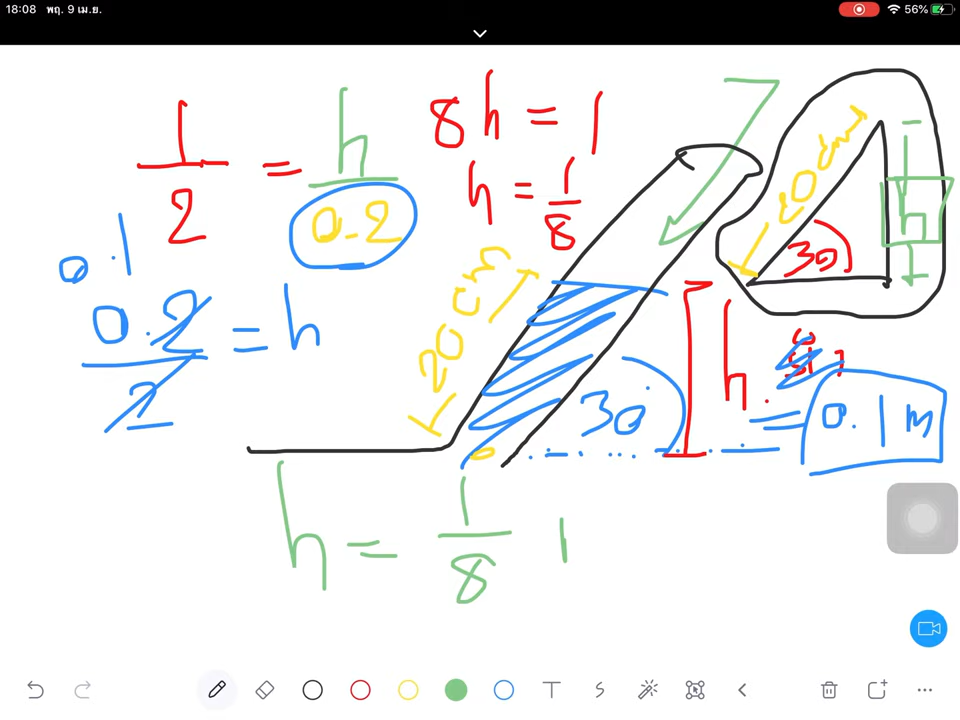 18:08 พฤ. 9 เม.ย. 56%
1/2 = h/0.2
8h = 1
h = 1/8
0.1
0.2/2 = h
20 cm
20 cm
30
h
h
= 0.1 m
30
h = 1/8 1
T